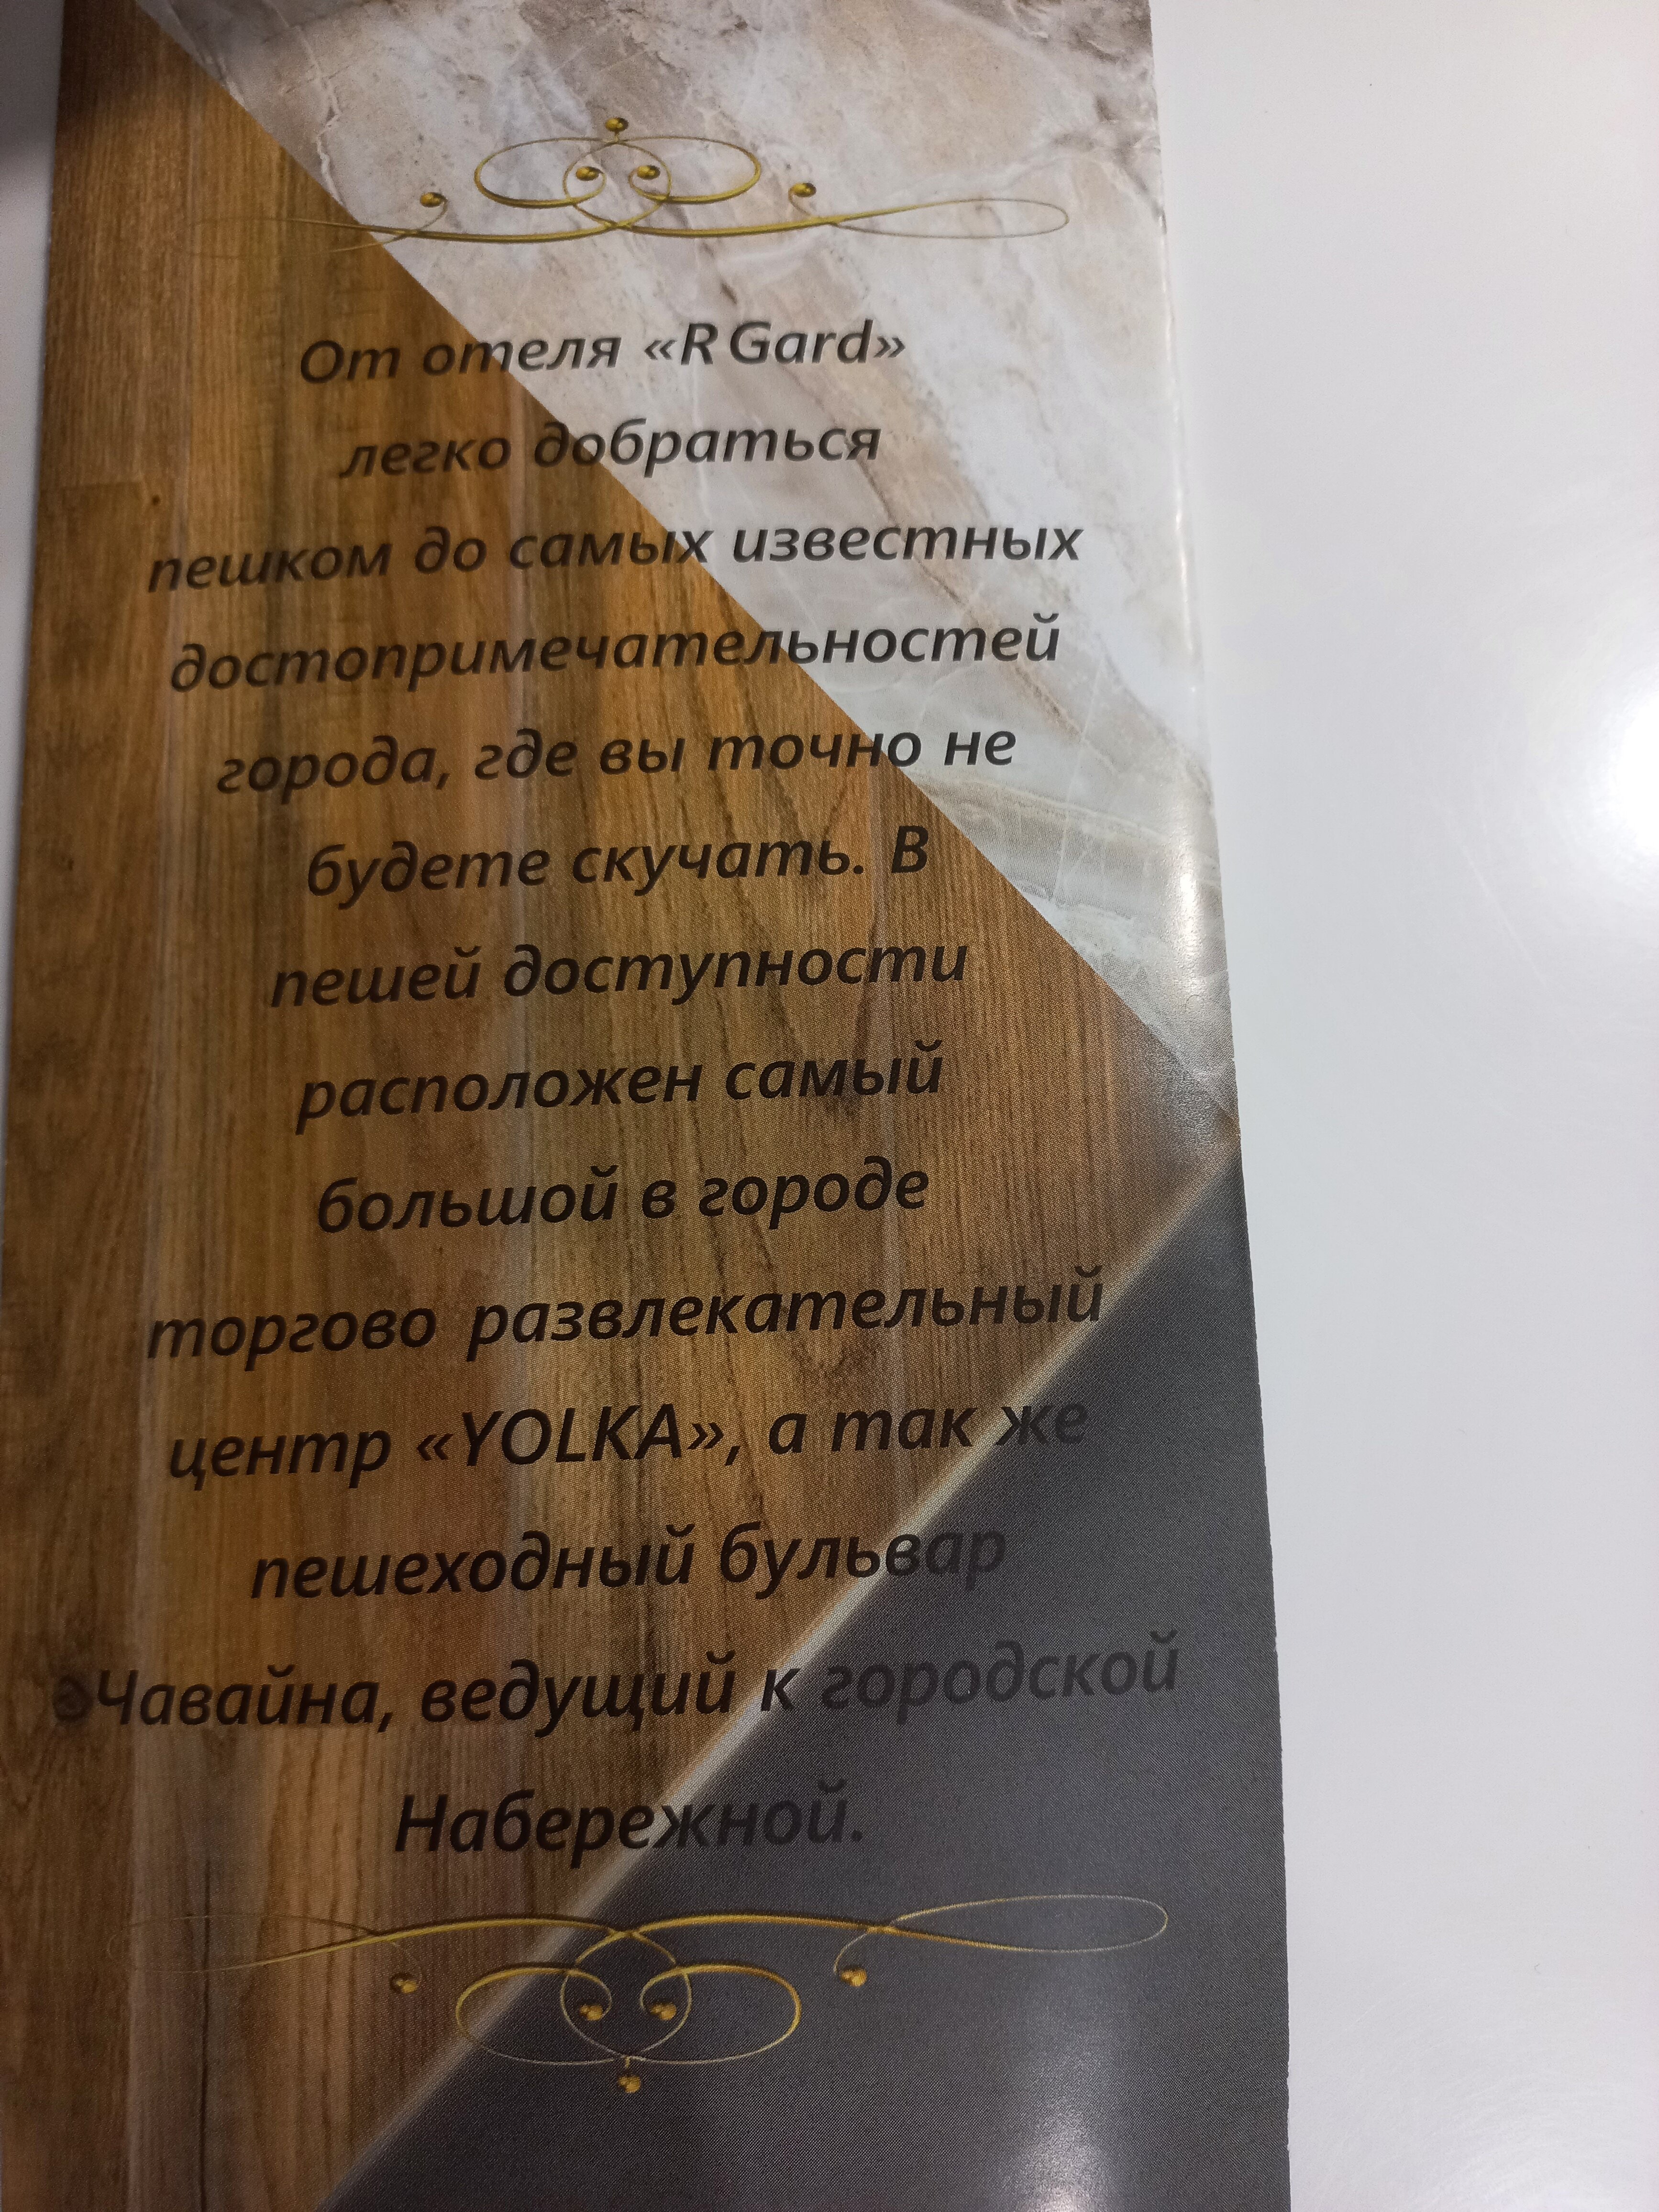 От отеля «R Gard»
легко добраться
пешком до самых известных
достопримечательностей
города, где вы точно не
будете скучать. В
пешей доступности
расположен самый
большой в городе
торгово развлекательный
центр «YOLKA», а так же
пешеходный бульвар
Чавайна, ведущий к городской
Набережной.